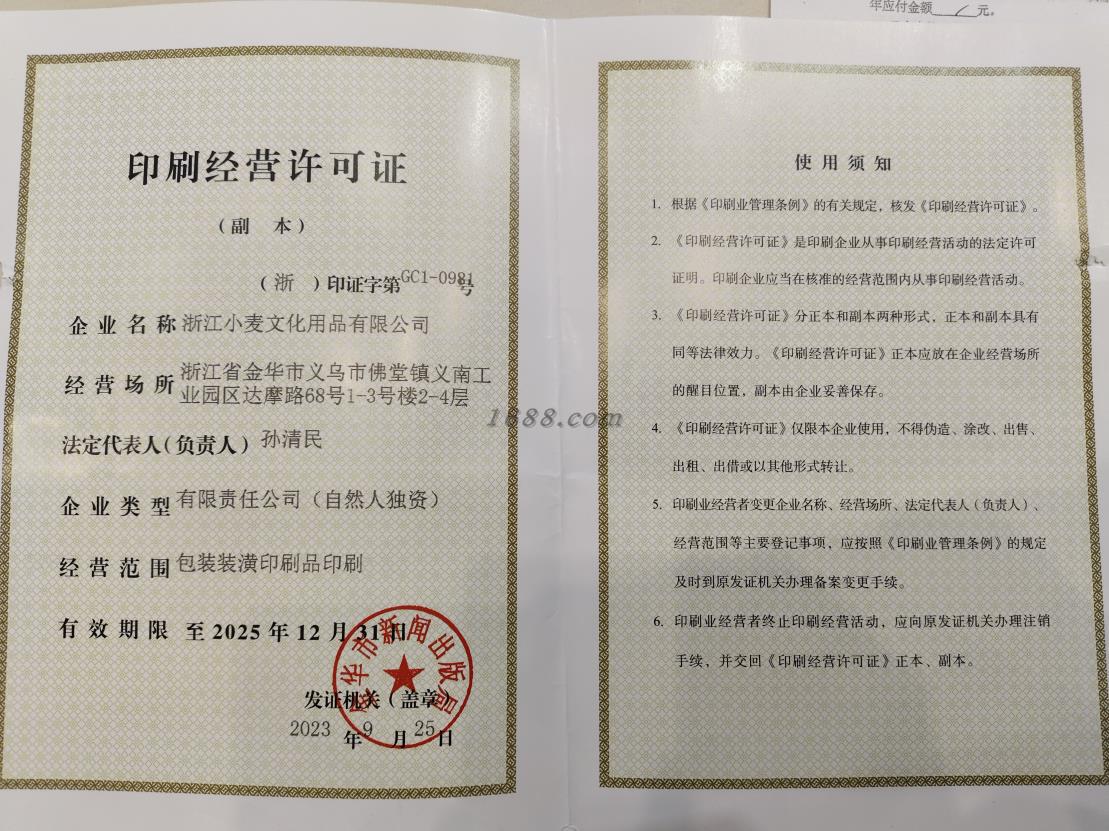 年应付金额 / 元。
印刷经营许可证
(副 本)
(浙 )印证字第GC1-0981号
企业名称 浙江小麦文化用品有限公司
经营场所 浙江省金华市义乌市佛堂镇义南工
业园区达摩路68号1-3号楼2-4层
法定代表人(负责人) 孙清民
企业类型 有限责任公司(自然人独资)
经营范围 包装装潢印刷品印刷
有效期限 至2025年12月31日
金华市新闻出版局
发证机关(盖章)
2023年9月25日
1688.com
使用须知
1. 根据《印刷业管理条例》的有关规定,核发《印刷经营许可证》。
2. 《印刷经营许可证》是印刷企业从事印刷经营活动的法定许可
证明。印刷企业应当在核准的经营范围内从事印刷经营活动。
3. 《印刷经营许可证》分正本和副本两种形式,正本和副本具有
同等法律效力。《印刷经营许可证》正本应放在企业经营场所
的醒目位置,副本由企业妥善保存。
4. 《印刷经营许可证》仅限本企业使用,不得伪造、涂改、出售、
出租、出借或以其他形式转让。
5. 印刷业经营者变更企业名称、经营场所、法定代表人(负责人)、
经营范围等主要登记事项,应按照《印刷业管理条例》的规定
及时到原发证机关办理备案变更手续。
6. 印刷业经营者终止印刷经营活动,应向原发证机关办理注销
手续,并交回《印刷经营许可证》正本、副本。